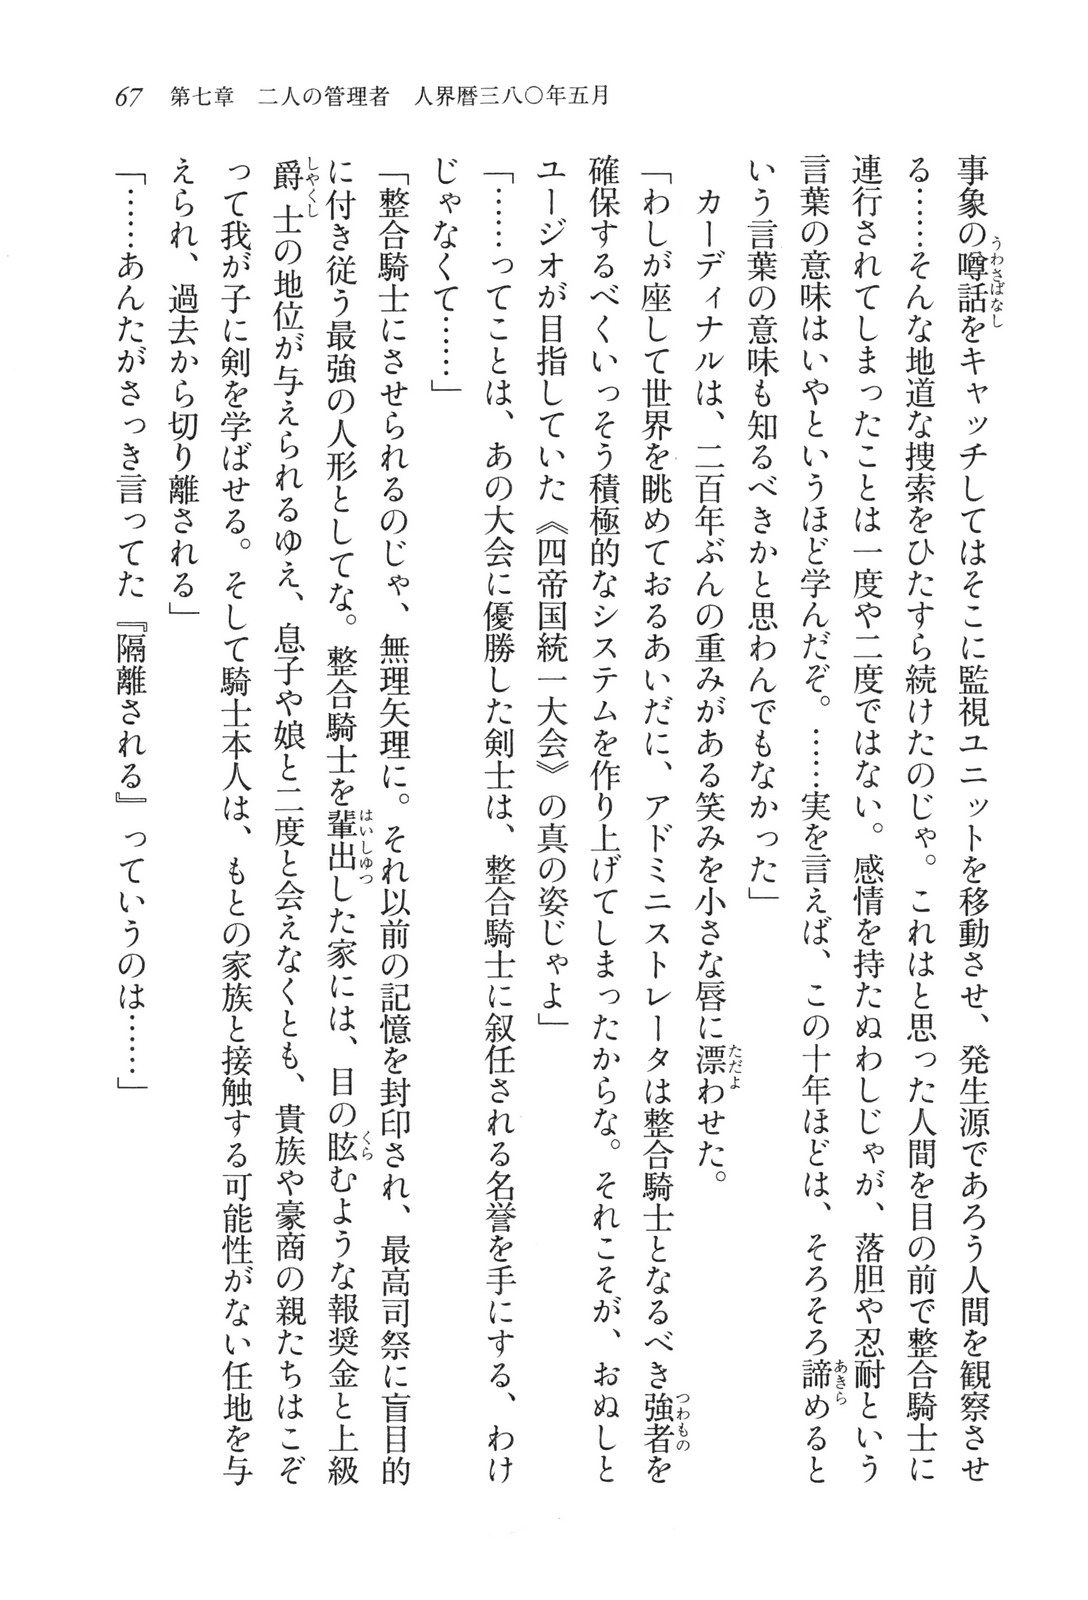 67　第七章　二人の管理者　人界暦三八〇年五月
事象の噂話をキャッチしてはそこに監視ユニットを移動させ、発生源であろう人間を観察させ
る……そんな地道な捜索をひたすら続けたのじゃ。これはと思った人間を目の前で整合騎士に
連行されてしまったことは一度や二度ではない。感情を持たぬわしじゃが、落胆や忍耐という
言葉の意味はいやというほど学んだぞ。……実を言えば、この十年ほどは、そろそろ諦めると
いう言葉の意味も知るべきかと思わんでもなかった」
　カーディナルは、二百年ぶんの重みがある笑みを小さな唇に漂わせた。
「わしが座して世界を眺めておるあいだに、アドミニストレータは整合騎士となるべき強者を
確保するべくいっそう積極的なシステムを作り上げてしまったからな。それこそが、おぬしと
ユージオが目指していた《四帝国統一大会》の真の姿じゃよ」
「……ってことは、あの大会に優勝した剣士は、整合騎士に叙任される名誉を手にする、わけ
じゃなくて……」
「整合騎士にさせられるのじゃ、無理矢理に。それ以前の記憶を封印され、最高司祭に盲目的
に付き従う最強の人形としてな。整合騎士を輩出した家には、目の眩むような報奨金と上級
爵士の地位が与えられるゆえ、息子や娘と二度と会えなくとも、貴族や豪商の親たちはこぞ
って我が子に剣を学ばせる。そして騎士本人は、もとの家族と接触する可能性がない任地を与
えられ、過去から切り離される」
「……あんたがさっき言ってた『隔離される』っていうのは……」